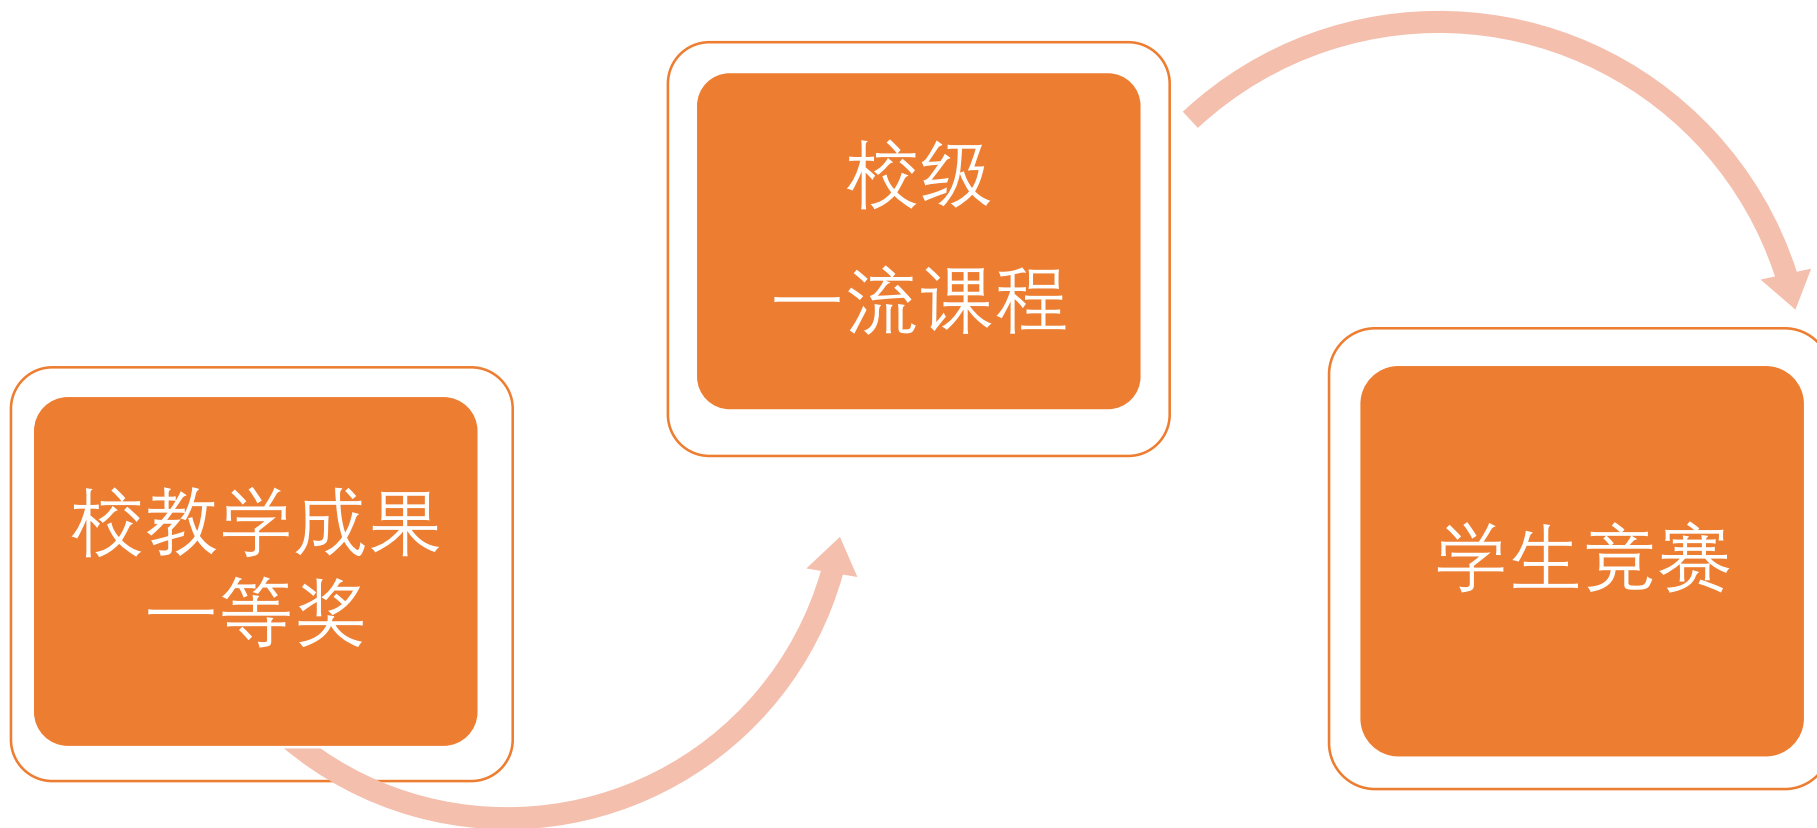 校教学成果
一等奖
校级
一流课程
学生竞赛